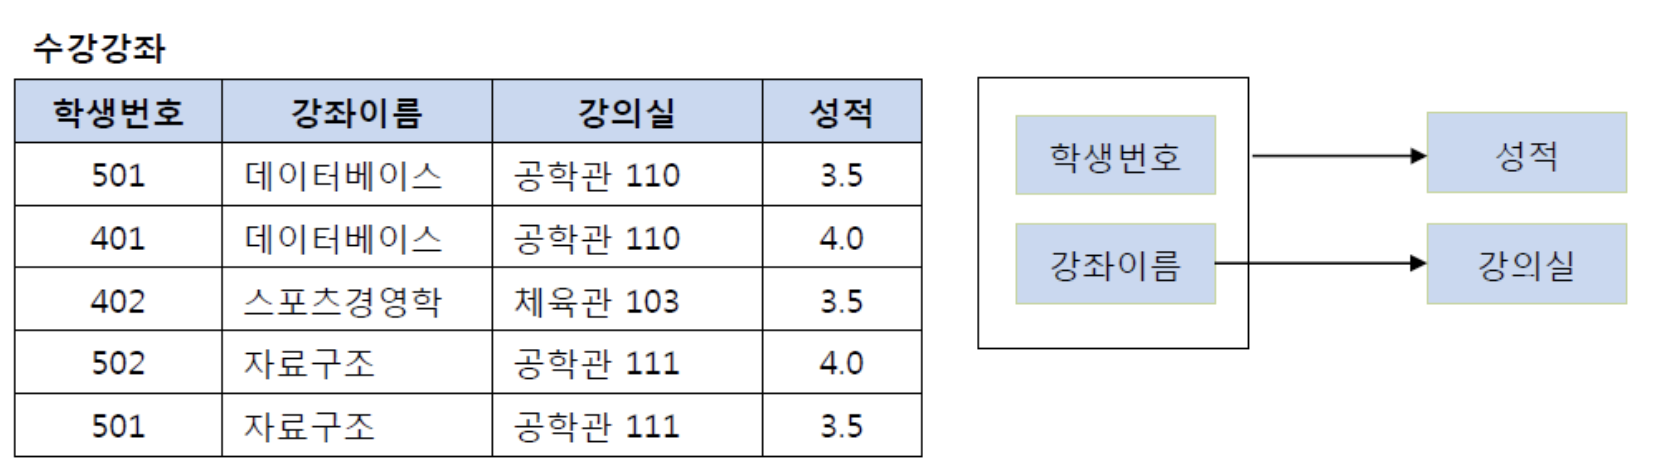 수강강좌
학생번호 강좌이름 강의실 성적
501 데이터베이스 공학관 110 3.5
401 데이터베이스 공학관 110 4.0
402 스포츠경영학 체육관 103 3.5
502 자료구조 공학관 111 4.0
501 자료구조 공학관 111 3.5
학생번호 성적
강좌이름 강의실